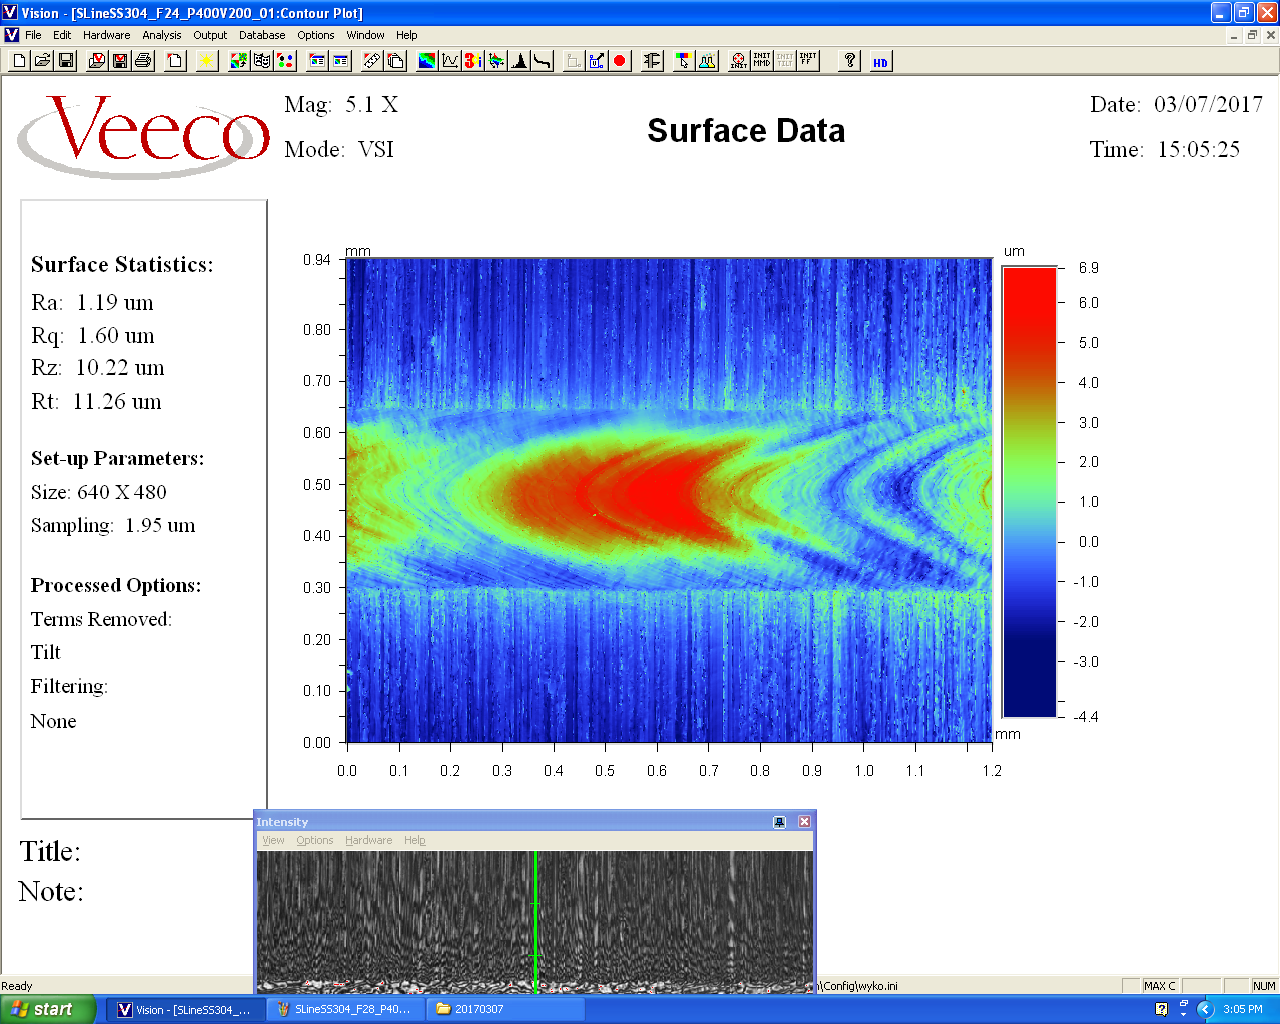 Vision - [SLineSS304_F24_P400V200_01:Contour Plot]
File Edit Hardware Analysis Output Database Options Window Help
INIT INIT MMD INIT TILT INIT FF ? HD
Veeco
Mag: 5.1 X
Mode: VSI
Surface Data
Date: 03/07/2017
Time: 15:05:25
Surface Statistics:
Ra: 1.19 um
Rq: 1.60 um
Rz: 10.22 um
Rt: 11.26 um
Set-up Parameters:
Size: 640 X 480
Sampling: 1.95 um
Processed Options:
Terms Removed:
Tilt
Filtering:
None
Title:
Note:
mm
0.94
0.80
0.70
0.60
0.50
0.40
0.30
0.20
0.10
0.00
0.0 0.1 0.2 0.3 0.4 0.5 0.6 0.7 0.8 0.9 1.0 1.1 1.2
mm
um
6.9
6.0
5.0
4.0
3.0
2.0
1.0
0.0
-1.0
-2.0
-3.0
-4.4
Intensity
View Options Hardware Help
Ready
n\Config\wyko.ini
MAX C
NUM
start
Vision - [SLineSS304_...
SLineSS304_F28_P40...
20170307
3:05 PM